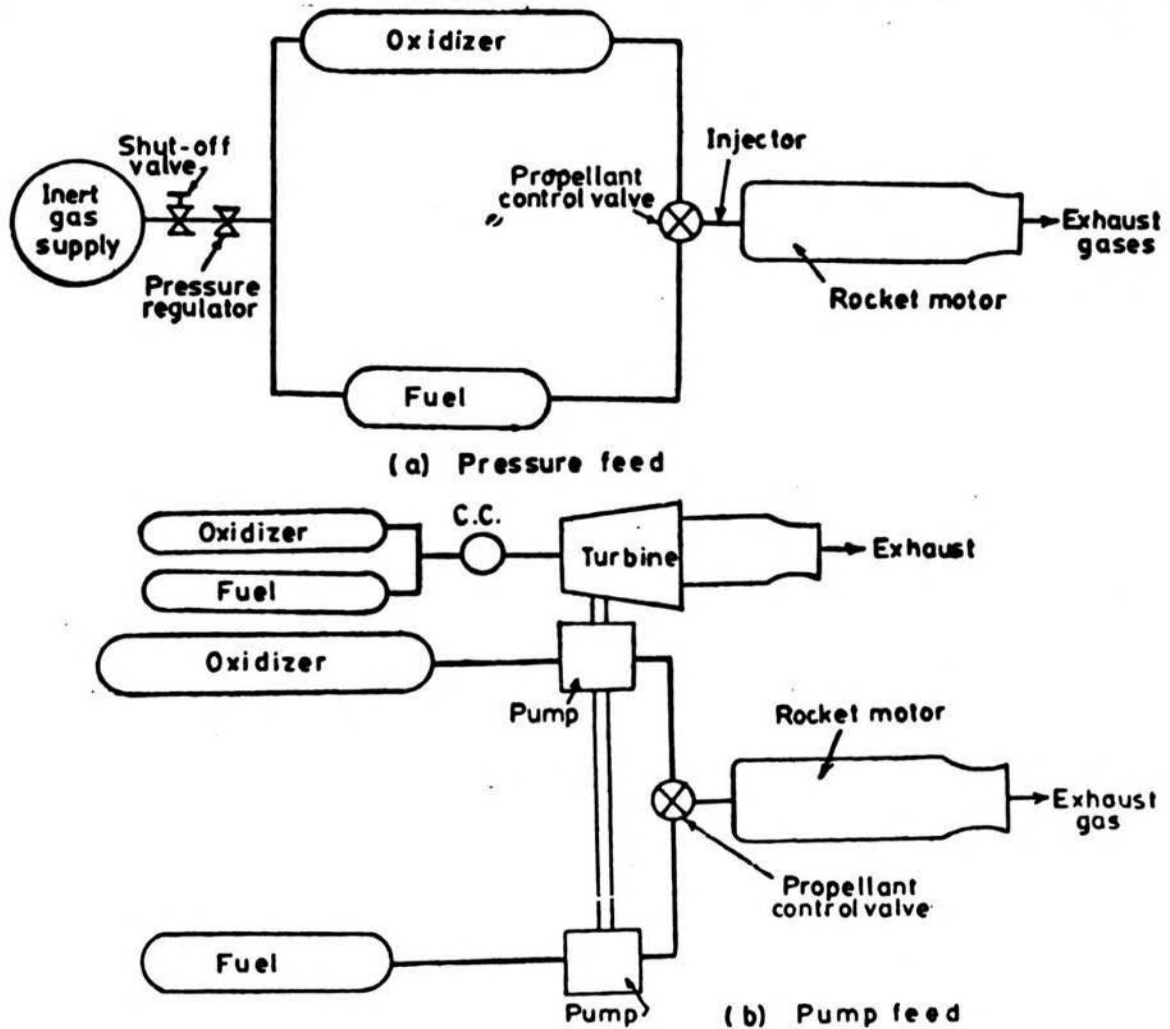 Oxidizer
Shut-off
valve
Inert
gas
supply
Pressure
regulator
Propellant
control valve
Injector
Exhaust
gases
Rocket motor
Fuel
(a) Pressure feed
Oxidizer
Fuel
C.C.
Turbine
Exhaust
Oxidizer
Pump
Rocket motor
Exhaust
gas
Propellant
control valve
Fuel
Pump
(b) Pump feed